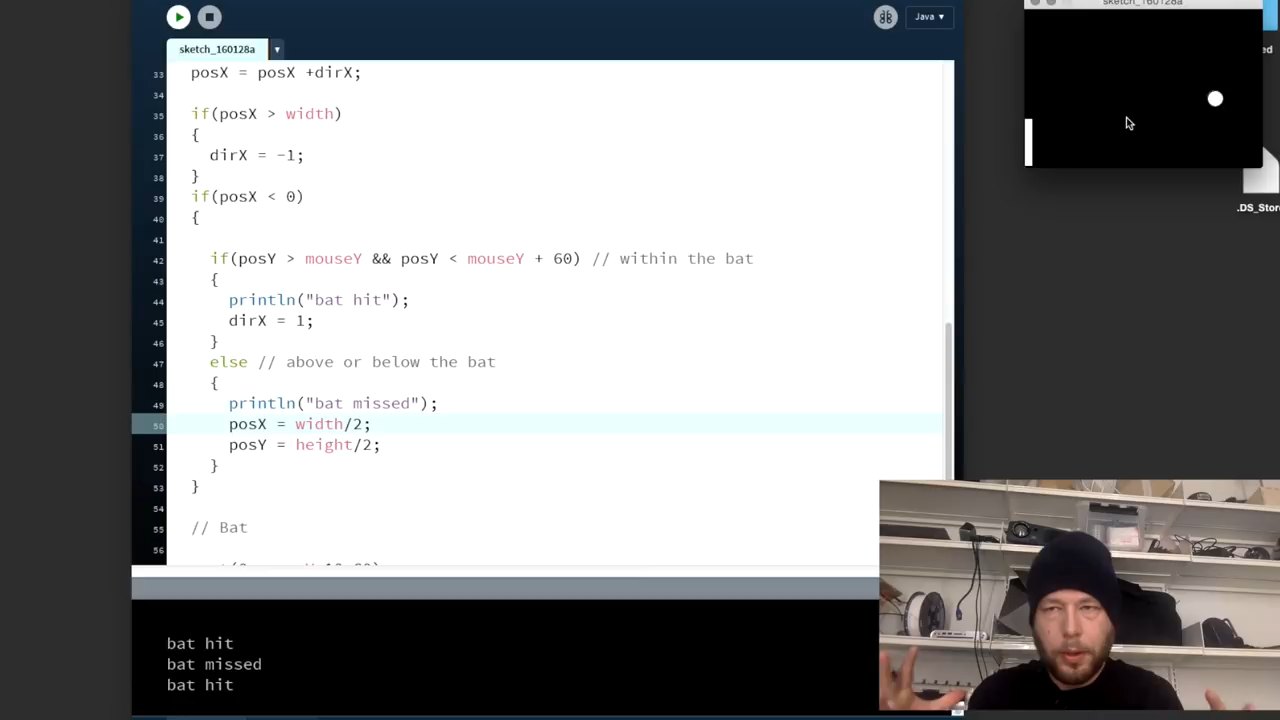 sketch_160128a
Java ▾
sketch_160128a
33 posX = posX +dirX;
34
35 if(posX > width)
36 {
37 dirX = -1;
38 }
39 if(posX < 0)
40 {
41
42 if(posY > mouseY && posY < mouseY + 60) // within the bat
43 {
44 println("bat hit");
45 dirX = 1;
46 }
47 else // above or below the bat
48 {
49 println("bat missed");
50 posX = width/2;
51 posY = height/2;
52 }
53 }
54
55 // Bat
56
bat hit
bat missed
bat hit
ed
.DS_Stor